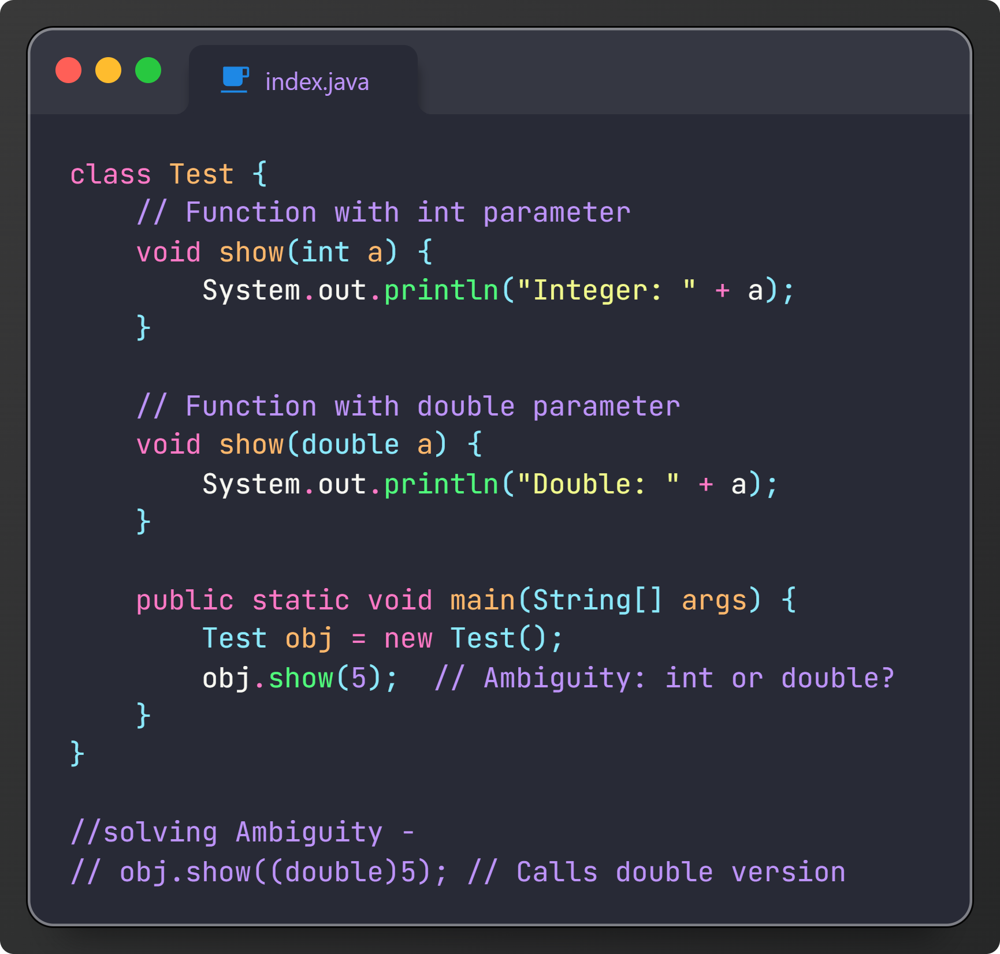 index.java
class Test {
    // Function with int parameter
    void show(int a) {
        System.out.println("Integer: " + a);
    }
    // Function with double parameter
    void show(double a) {
        System.out.println("Double: " + a);
    }
    public static void main(String[] args) {
        Test obj = new Test();
        obj.show(5);  // Ambiguity: int or double?
    }
}
//solving Ambiguity -
// obj.show((double)5); // Calls double version